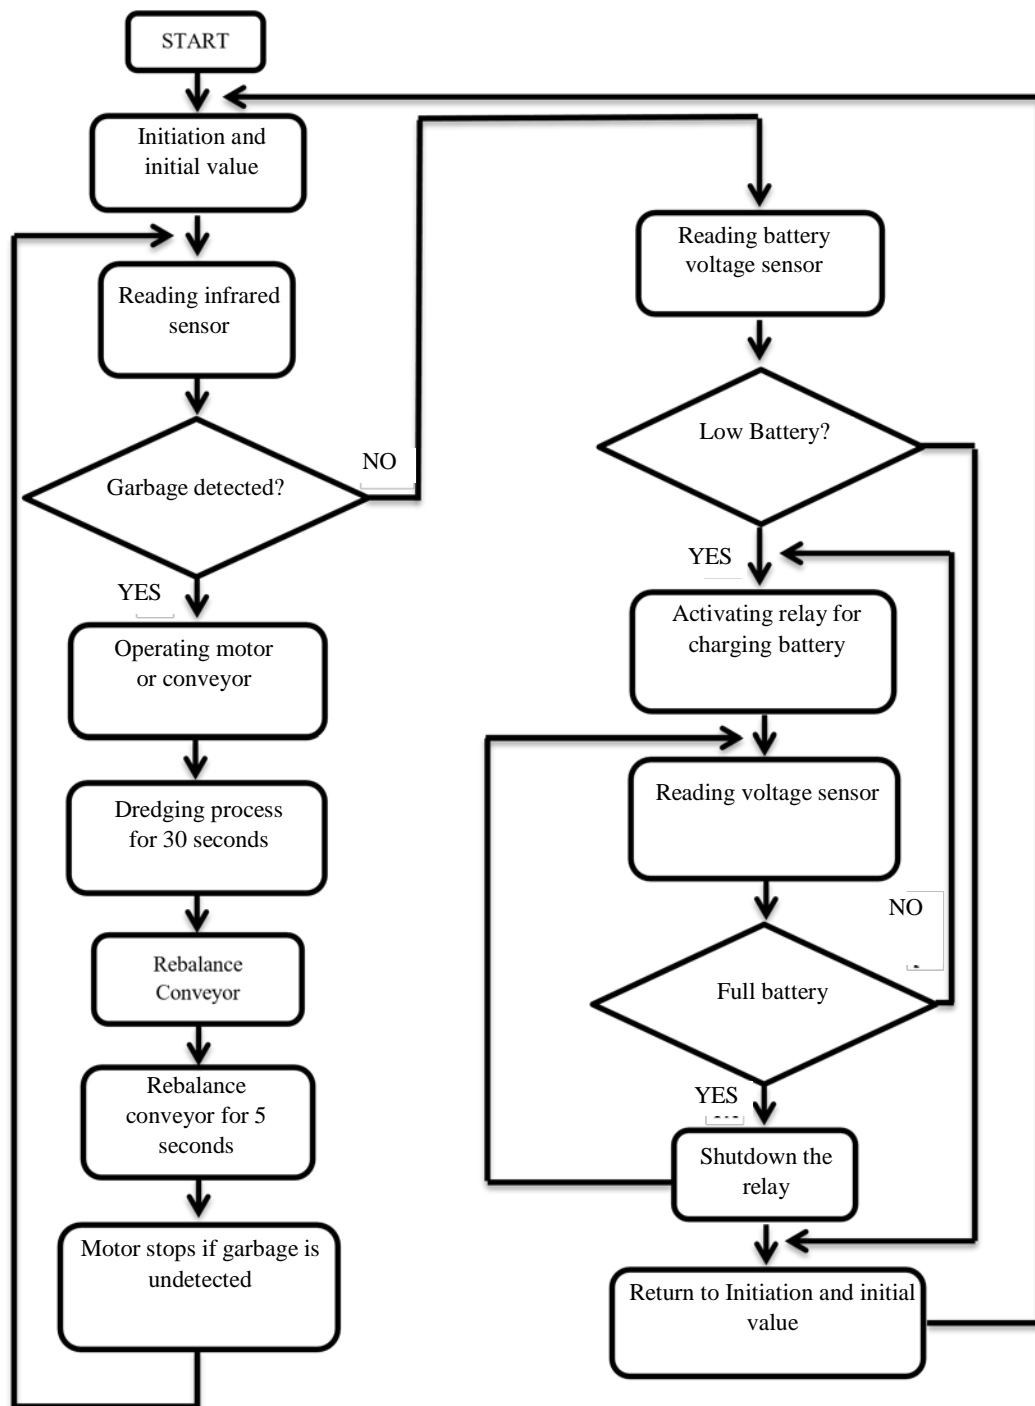 START
Initiation and
initial value
Reading infrared
sensor
Garbage detected?
NO
YES
Operating motor
or conveyor
Dredging process
for 30 seconds
Rebalance
Conveyor
Rebalance
conveyor for 5
seconds
Motor stops if garbage is
undetected
Reading battery
voltage sensor
Low Battery?
YES
Activating relay for
charging battery
Reading voltage sensor
NO
Full battery
YES
Shutdown the
relay
Return to Initiation and initial
value